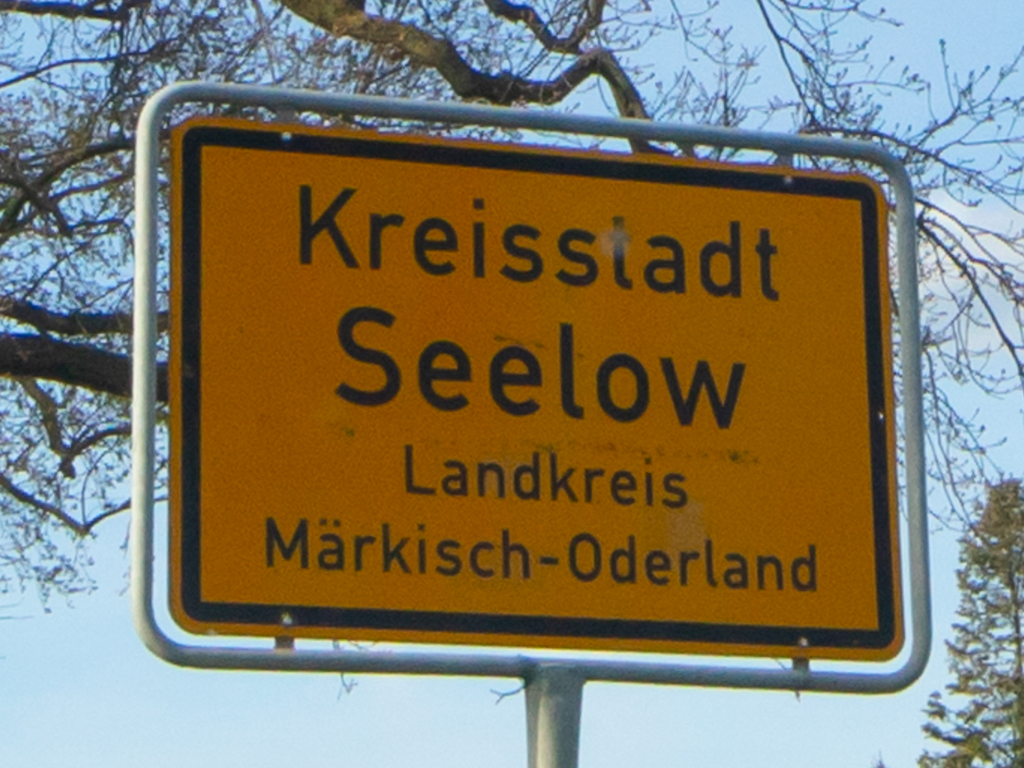 Kreisstadt
Seelow
Landkreis
Märkisch-Oderland